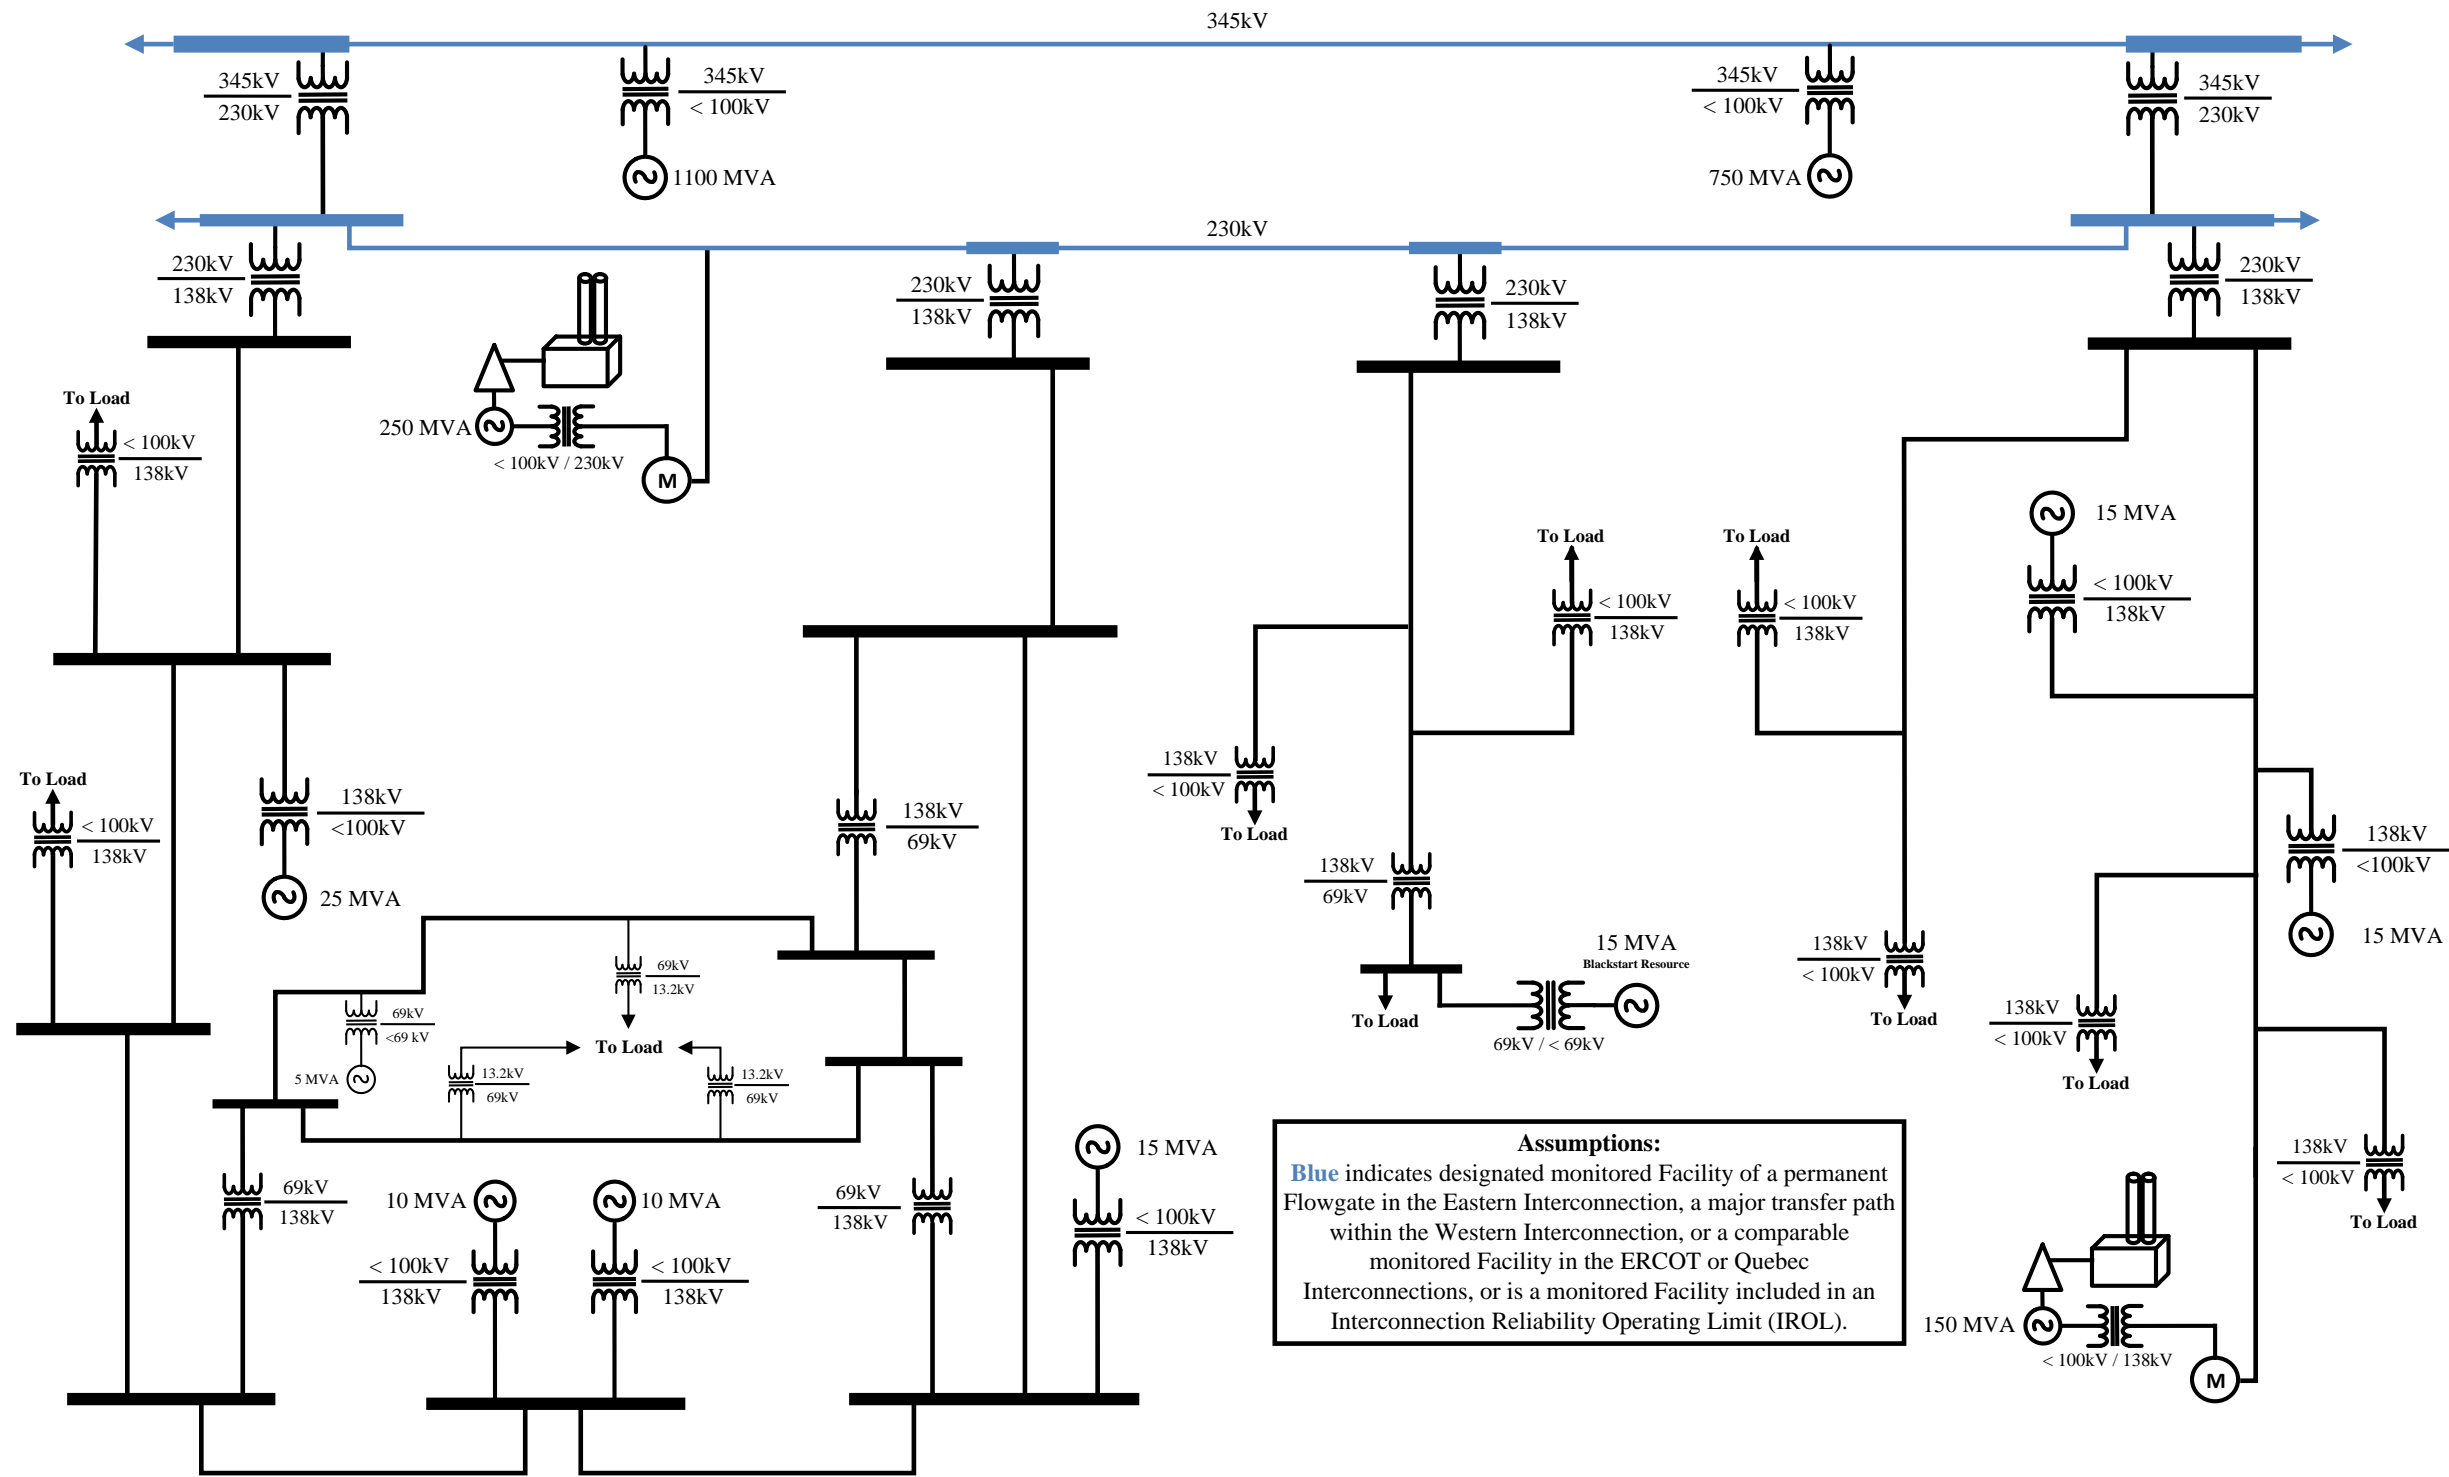 345kV
345kV
230kV
345kV
< 100kV
1100 MVA
345kV
< 100kV
750 MVA
345kV
230kV
230kV
230kV
138kV
230kV
138kV
230kV
138kV
230kV
138kV
250 MVA
< 100kV / 230kV
M
To Load
< 100kV
138kV
To Load
< 100kV
138kV
138kV
<100kV
25 MVA
138kV
69kV
69kV
13.2kV
To Load
69kV
<69 kV
5 MVA
13.2kV
69kV
13.2kV
69kV
69kV
138kV
10 MVA
< 100kV
138kV
10 MVA
< 100kV
138kV
69kV
138kV
15 MVA
< 100kV
138kV
To Load
< 100kV
138kV
138kV
< 100kV
To Load
138kV
69kV
To Load
15 MVA
Blackstart Resource
69kV / < 69kV
To Load
< 100kV
138kV
138kV
< 100kV
To Load
15 MVA
< 100kV
138kV
138kV
<100kV
15 MVA
138kV
< 100kV
To Load
138kV
< 100kV
To Load
150 MVA
< 100kV / 138kV
M
Assumptions:
Blue indicates designated monitored Facility of a permanent
Flowgate in the Eastern Interconnection, a major transfer path
within the Western Interconnection, or a comparable
monitored Facility in the ERCOT or Quebec
Interconnections, or is a monitored Facility included in an
Interconnection Reliability Operating Limit (IROL).